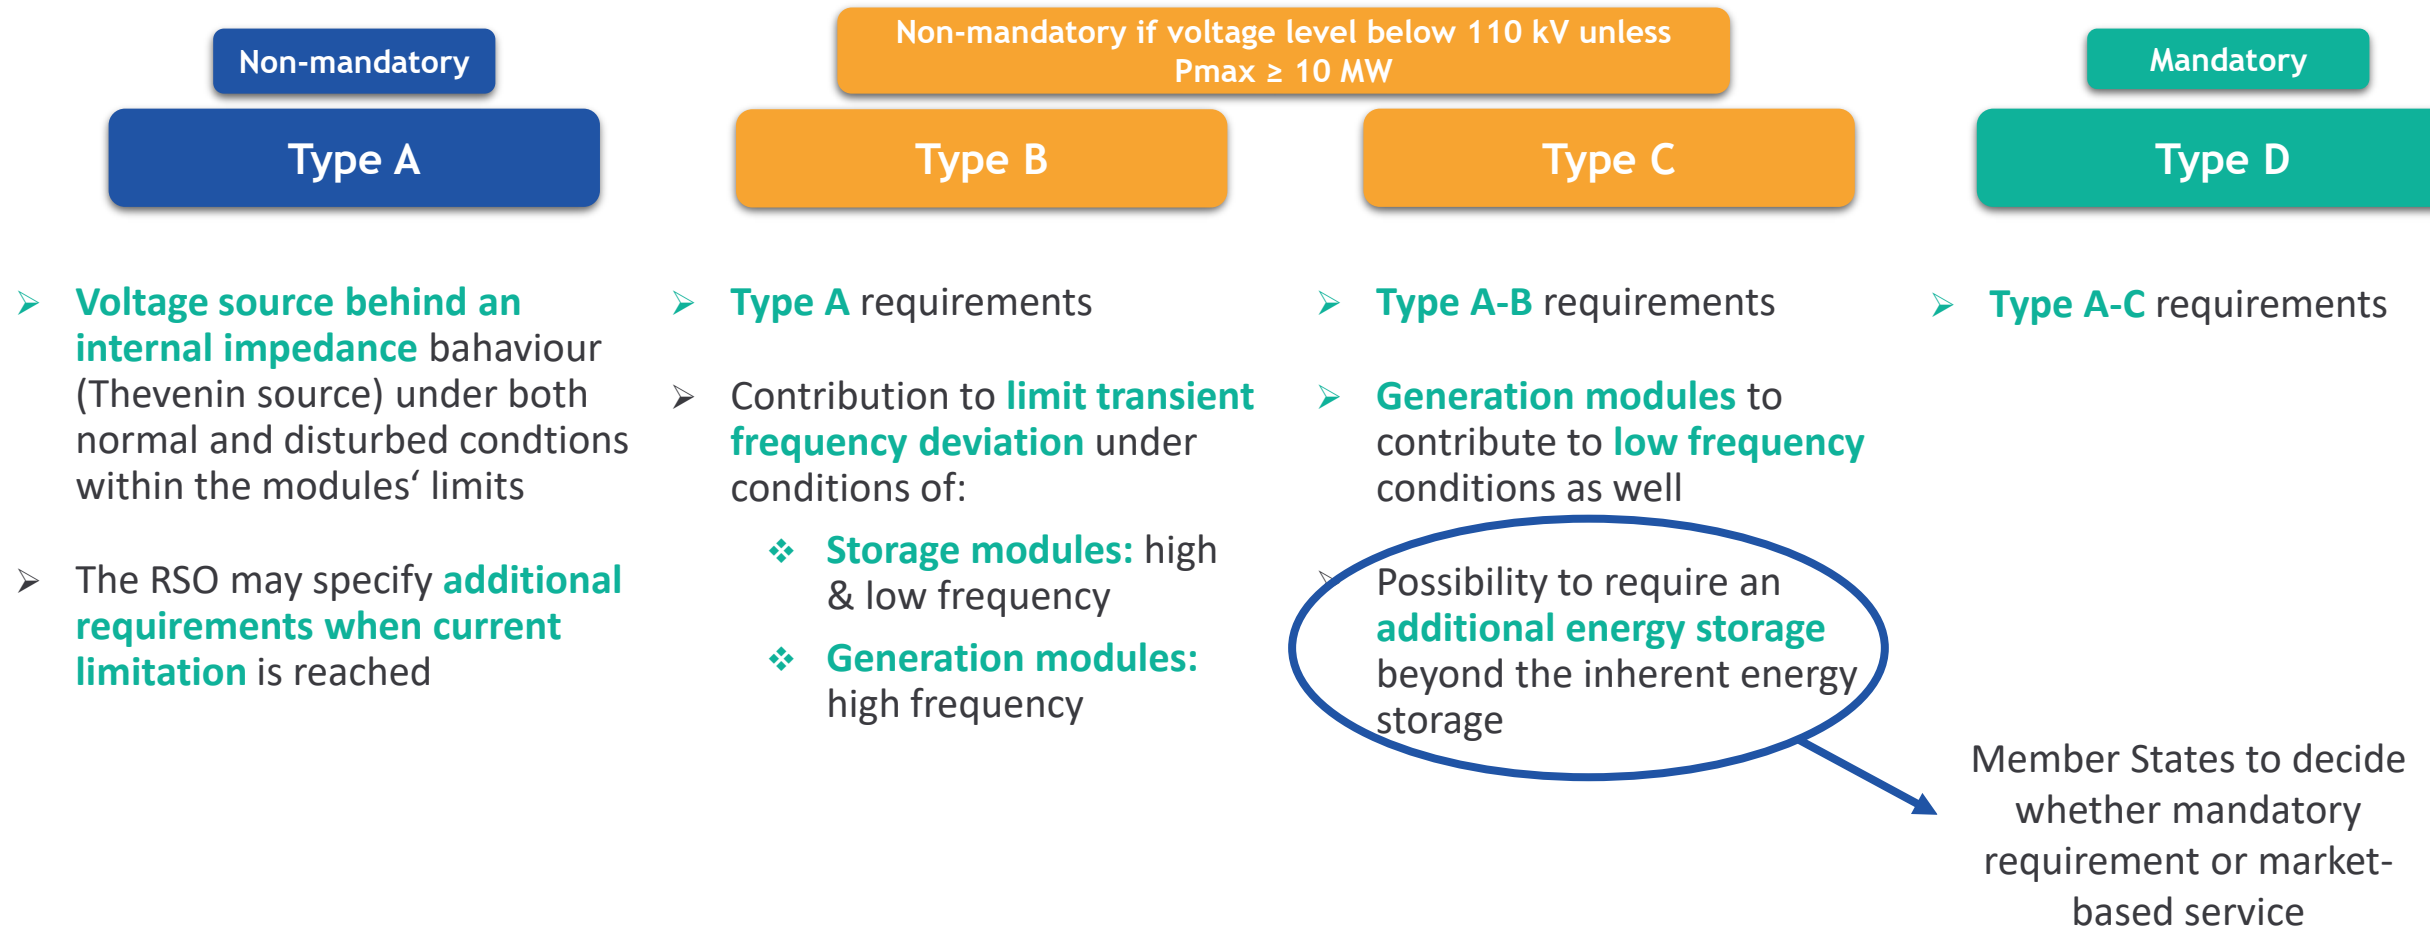 Non-mandatory
Type A
Voltage source behind an
internal impedance bahaviour
(Thevenin source) under both
normal and disturbed condtions
within the modules‘ limits
The RSO may specify additional
requirements when current
limitation is reached
Non-mandatory if voltage level below 110 kV unless
Pmax ≥ 10 MW
Type B
Type A requirements
Contribution to limit transient
frequency deviation under
conditions of:
Storage modules: high
& low frequency
Generation modules:
high frequency
Type C
Type A-B requirements
Generation modules to
contribute to low frequency
conditions as well
Possibility to require an
additional energy storage
beyond the inherent energy
storage
Mandatory
Type D
Type A-C requirements
Member States to decide
whether mandatory
requirement or market-
based service